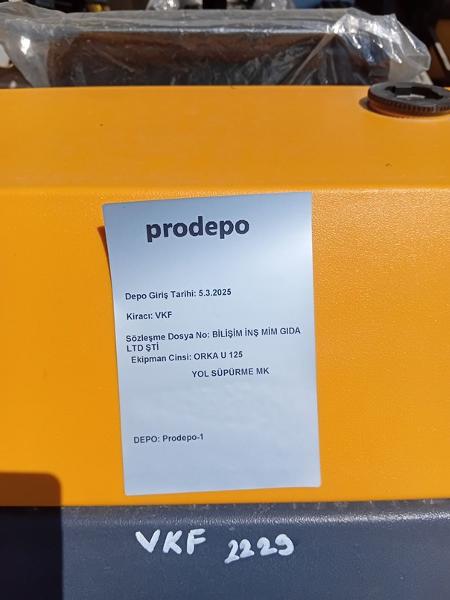 prodepo
Depo Giriş Tarihi: 5.3.2025
Kiracı: VKF
Sözleşme Dosya No: BİLİŞİM İNŞ MİM GIDA
LTD ŞTİ
Ekipman Cinsi: ORKA U 125
YOL SÜPÜRME MK
DEPO: Prodepo-1
VKF 2229